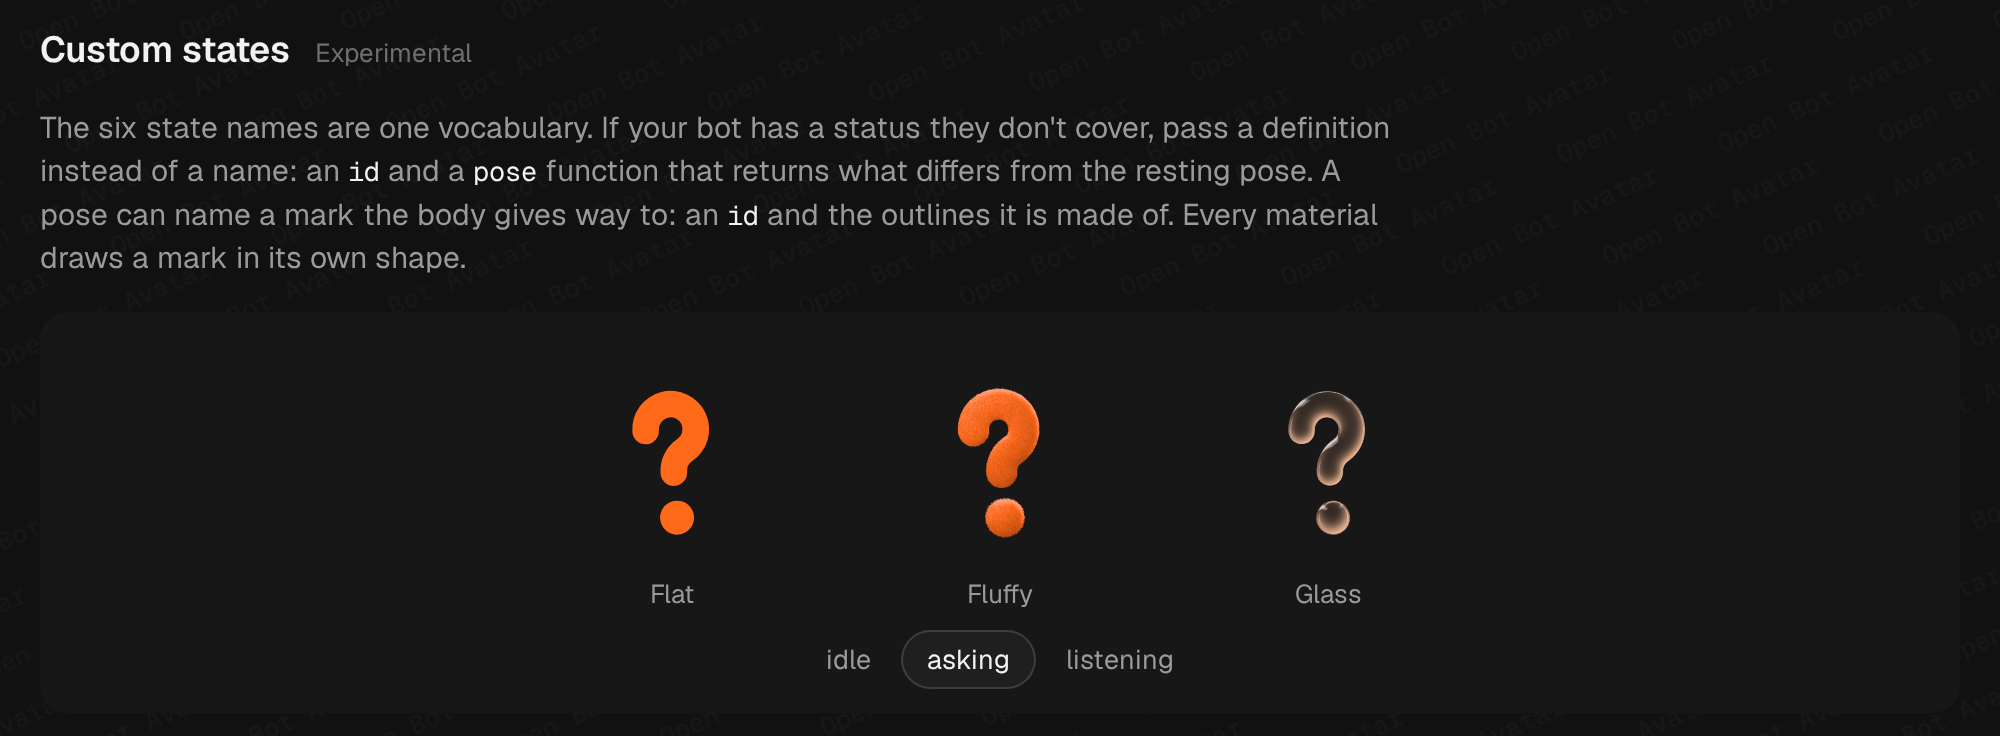 Custom states Experimental
The six state names are one vocabulary. If your bot has a status they don't cover, pass a definition
instead of a name: an id and a pose function that returns what differs from the resting pose. A
pose can name a mark the body gives way to: an id and the outlines it is made of. Every material
draws a mark in its own shape.
? ? ?
Flat Fluffy Glass
idle asking listening
Open Bot Avatar